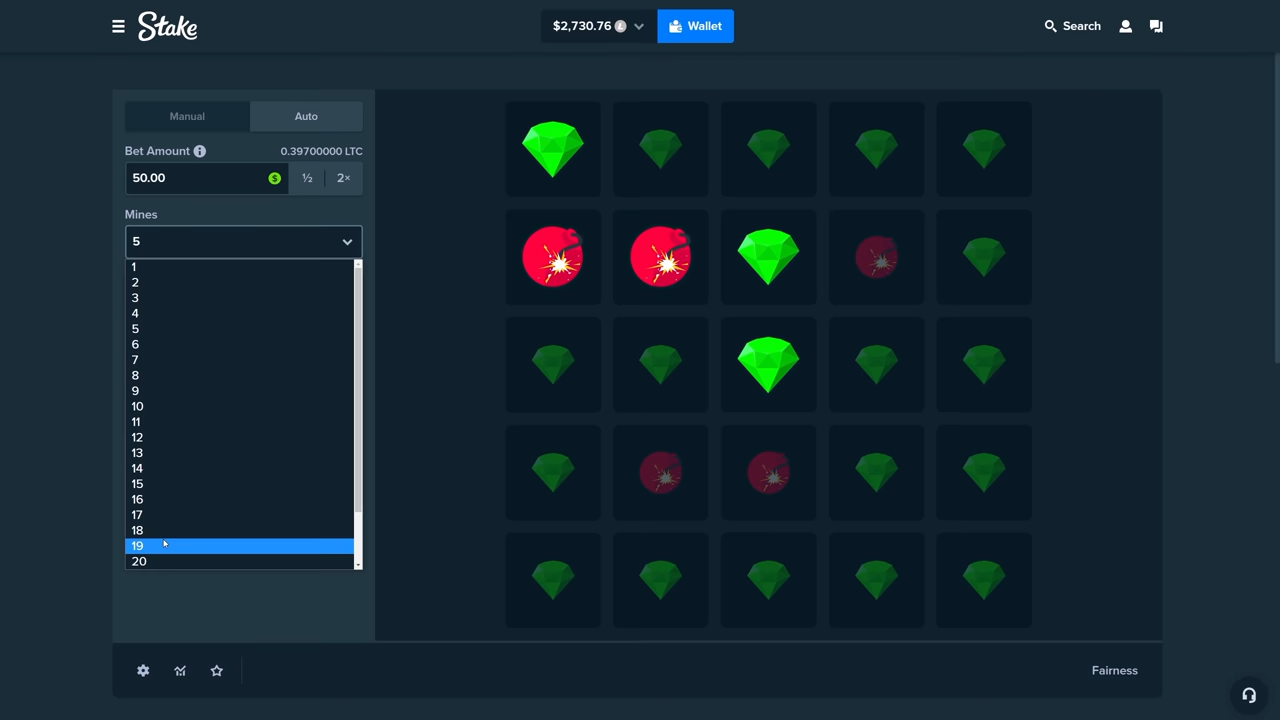 Stake
$2,730.76
Wallet
Search
Manual
Auto
Bet Amount
0.39700000 LTC
50.00
½
2×
Mines
5
1
2
3
4
5
6
7
8
9
10
11
12
13
14
15
16
17
18
19
20
Fairness